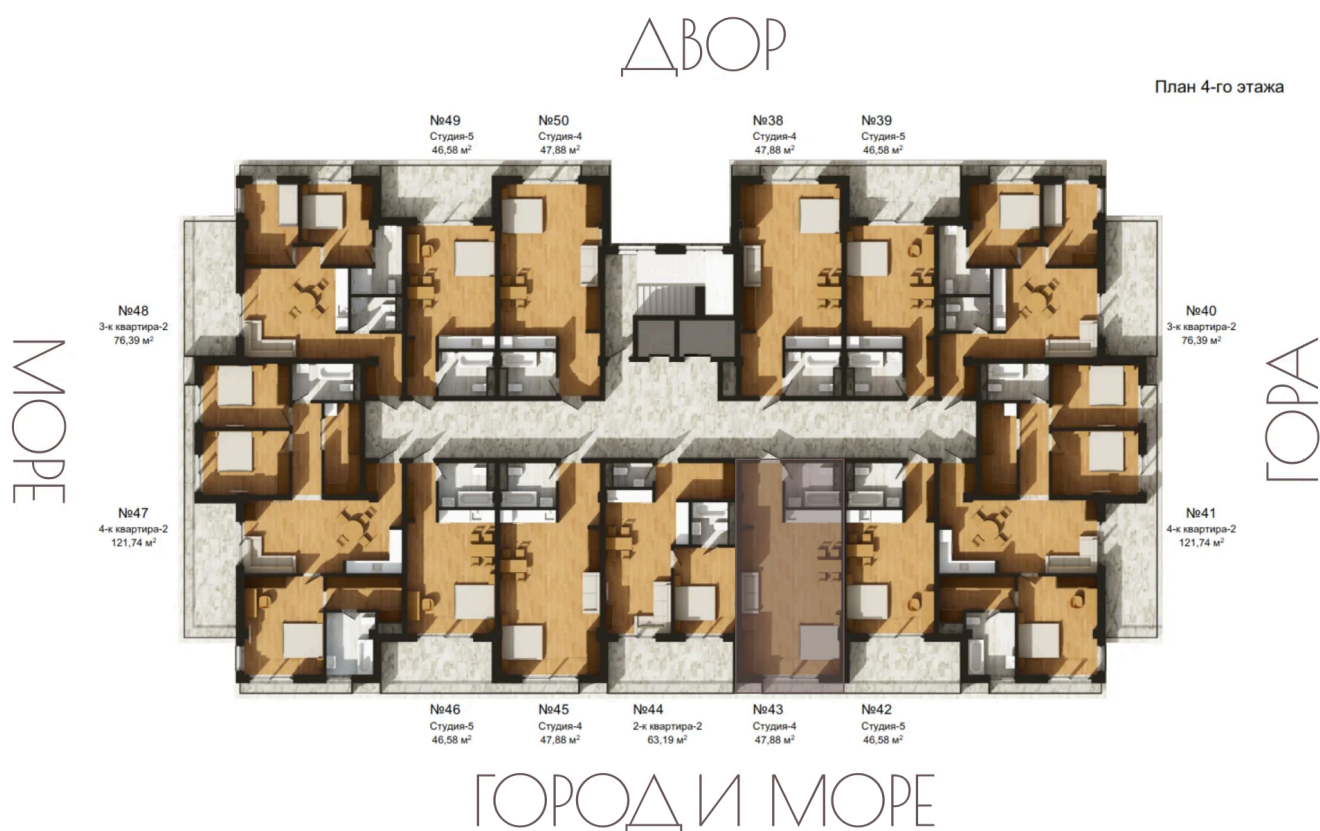 ДВОР
План 4-го этажа
№49
Студия-5
46,58 м²
№50
Студия-4
47,88 м²
№38
Студия-4
47,88 м²
№39
Студия-5
46,58 м²
№48
3-к квартира-2
76,39 м²
№40
3-к квартира-2
76,39 м²
МОРЕ
ГОРА
№47
4-к квартира-2
121,74 м²
№41
4-к квартира-2
121,74 м²
№46
Студия-5
46,58 м²
№45
Студия-4
47,88 м²
№44
2-к квартира-2
63,19 м²
№43
Студия-4
47,88 м²
№42
Студия-5
46,58 м²
ГОРОД И МОРЕ